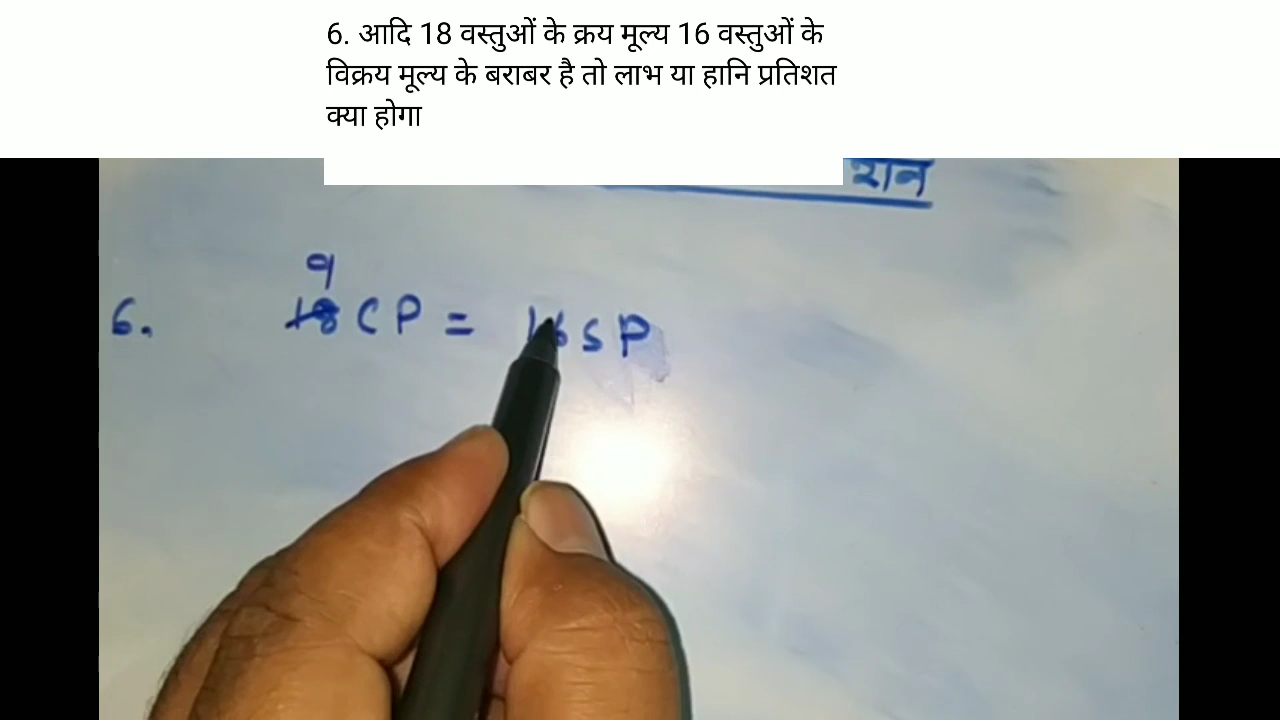 6. आदि 18 वस्तुओं के क्रय मूल्य 16 वस्तुओं के
विक्रय मूल्य के बराबर है तो लाभ या हानि प्रतिशत
क्या होगा
9
6. 18 CP = 16 SP